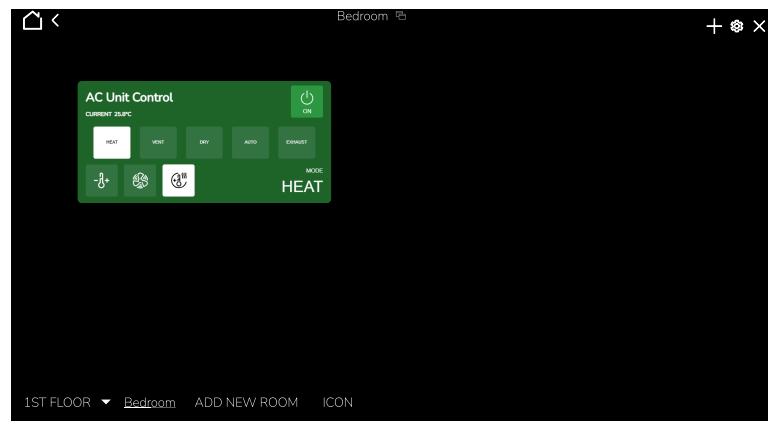 Bedroom
AC Unit Control
CURRENT 25.8°C
ON
HEAT VENT DRY AUTO EXHAUST
MODE
HEAT
1ST FLOOR Bedroom ADD NEW ROOM ICON